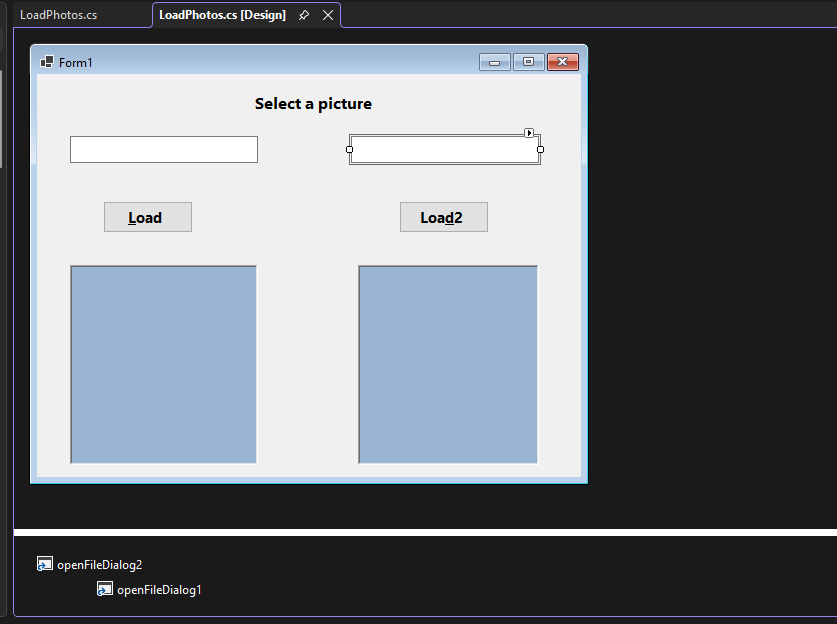 LoadPhotos.cs
LoadPhotos.cs [Design]
Form1
Select a picture
Load
Load2
openFileDialog2
openFileDialog1